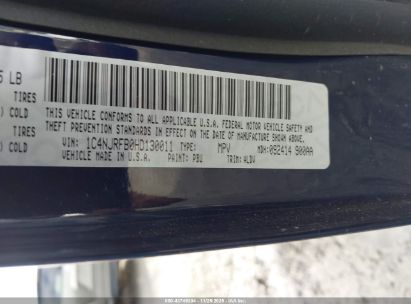 5 LB
TIRES
) COLD
TIRES
) COLD
THIS VEHICLE CONFORMS TO ALL APPLICABLE U.S.A. FEDERAL MOTOR VEHICLE SAFETY AND
THEFT PREVENTION STANDARDS IN EFFECT ON THE DATE OF MANUFACTURE SHOWN ABOVE.
VIN: 1C4NJRFB0HD130011 TYPE: MPV MDH: 092414 900AA
VEHICLE MADE IN U.S.A. PAINT: PBU TRIM: HLDV